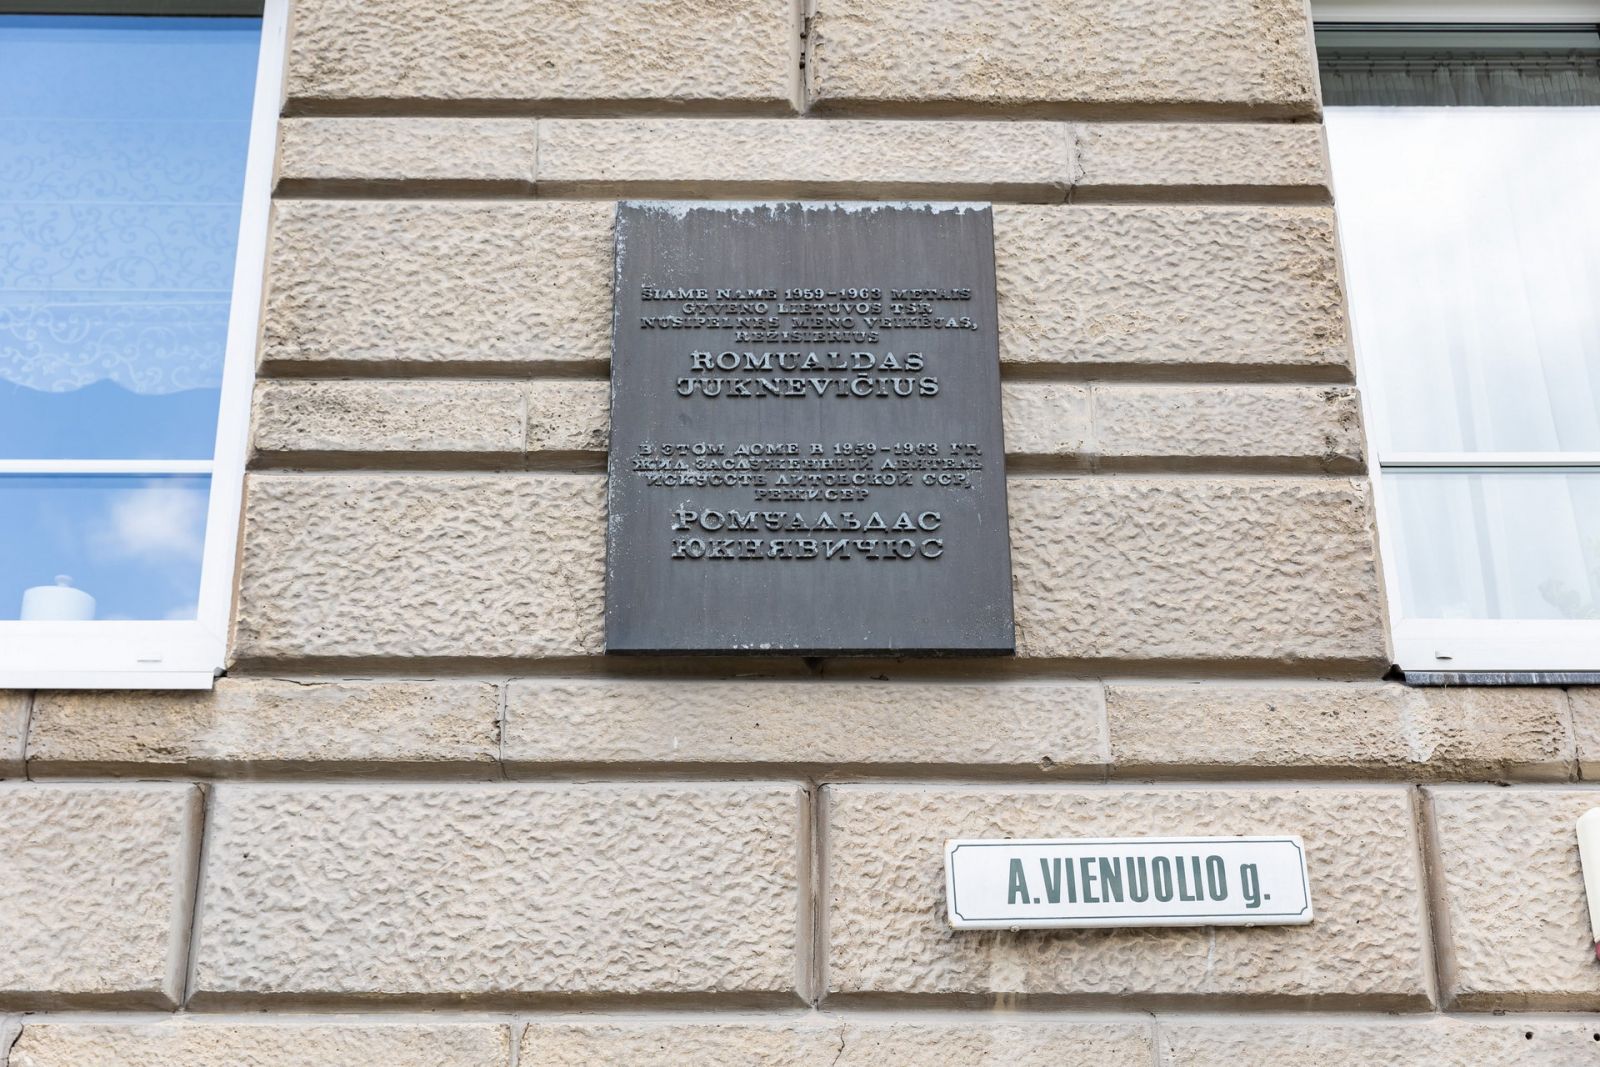 ŠIAME NAME 1959-1963 METAIS
GYVENO LIETUVOS TSR
NUSIPELNĘS MENO VEIKĖJAS,
REŽISIERIUS
ROMUALDAS
JUKNEVIČIUS
В ЭТОМ ДОМЕ В 1959-1963 ГГ.
ЖИЛ ЗАСЛУЖЕННЫЙ ДЕЯТЕЛЬ
ИСКУССТВ ЛИТОВСКОЙ ССР,
РЕЖИСЕР
РОМУАЛЬДАС
ЮКНЯВИЧЮС
A.VIENUOLIO g.